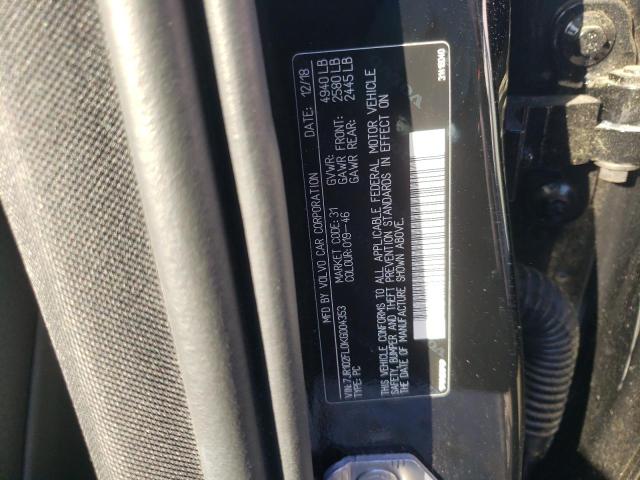 MFD. BY VOLVO CAR CORPORATION DATE: 12/18
MARKET CODE: 31 GVWR: 4940 LB
COLOUR: 019-46 GAWR FRONT: 2580 LB
GAWR REAR: 2445 LB
VIN: 7JR102FL0KG004353
TYPE: PC
THIS VEHICLE CONFORMS TO ALL APPLICABLE FEDERAL MOTOR VEHICLE
SAFETY, BUMPER AND THEFT PREVENTION STANDARDS IN EFFECT ON
THE DATE OF MANUFACTURE SHOWN ABOVE.